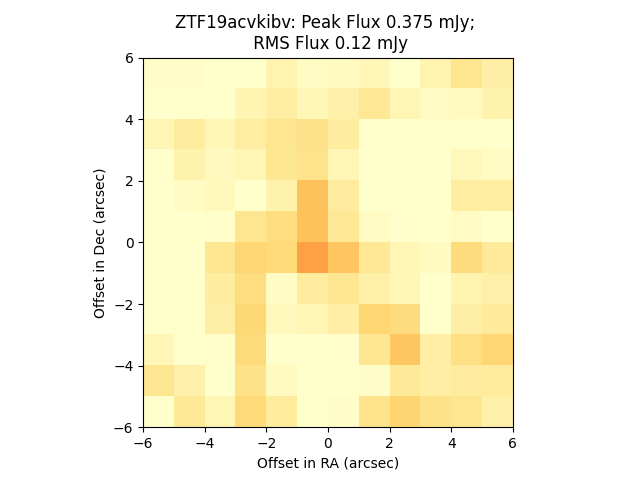 ZTF19acvkibv: Peak Flux 0.375 mJy;
RMS Flux 0.12 mJy
6
4
2
0
−2
−4
−6
Offset in Dec (arcsec)
−6 −4 −2 0 2 4 6
Offset in RA (arcsec)